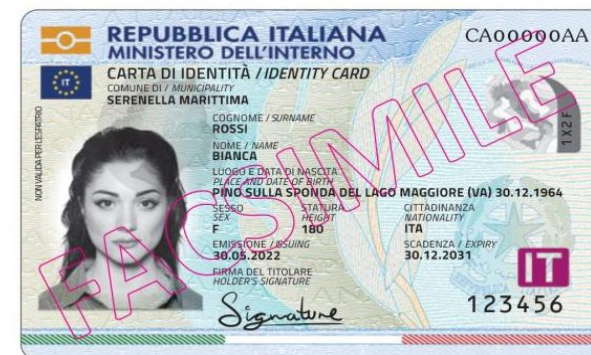 REPUBBLICA ITALIANA
MINISTERO DELL'INTERNO
CA00000AA
IT
CARTA DI IDENTITÀ / IDENTITY CARD
COMUNE DI / MUNICIPALITY
SERENELLA MARITTIMA
COGNOME / SURNAME
ROSSI
NOME / NAME
BIANCA
LUOGO E DATA DI NASCITA
PLACE AND DATE OF BIRTH
PINO SULLA SPONDA DEL LAGO MAGGIORE (VA) 30.12.1964
SESSO STATURA CITTADINANZA
SEX HEIGHT NATIONALITY
F 180 ITA
EMISSIONE / ISSUING SCADENZA / EXPIRY
30.05.2022 30.12.2031
FIRMA DEL TITOLARE
HOLDER'S SIGNATURE
Signature
NON VALIDA PER L'ESPATRIO
1X2F
IT
123456
FACSIMILE